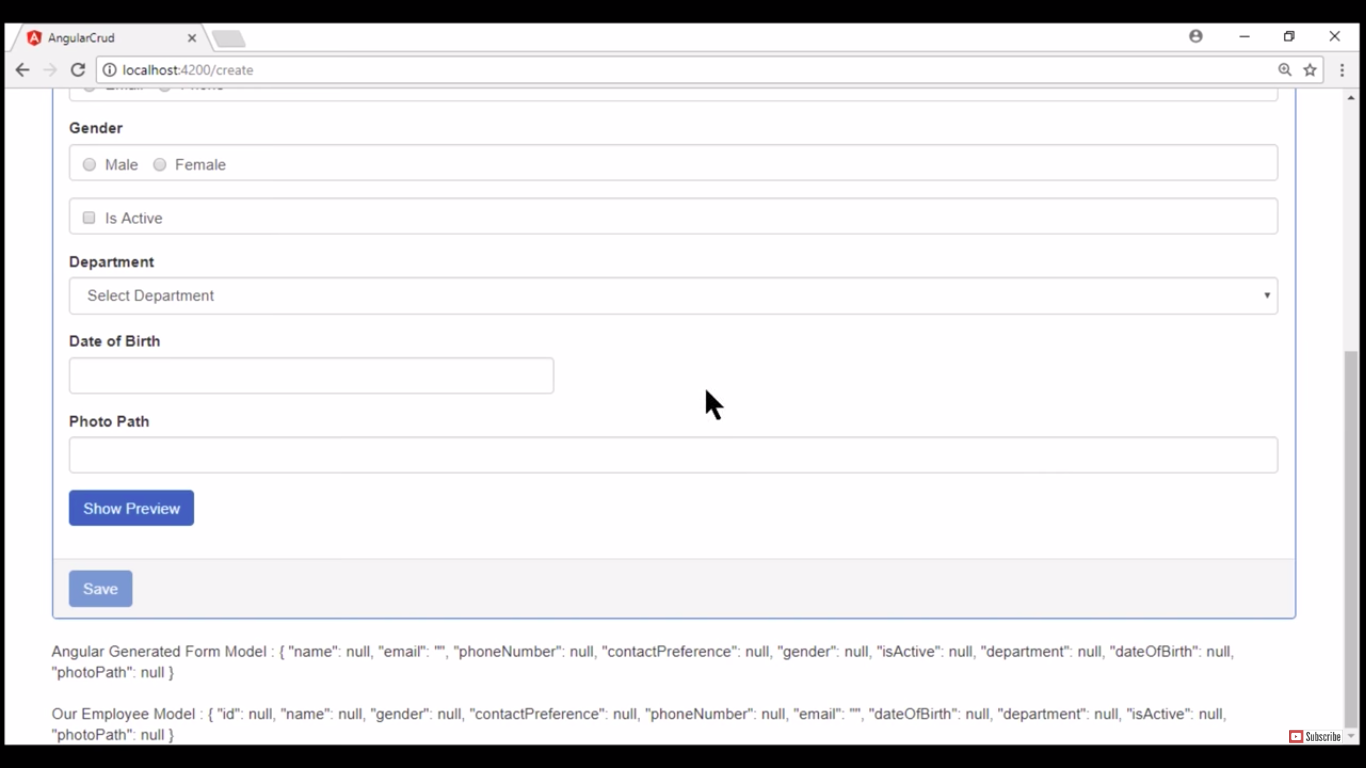 AngularCrud
localhost:4200/create
Email Phone
Gender
Male Female
Is Active
Department
Select Department
Date of Birth
Photo Path
Show Preview
Save
Angular Generated Form Model : { "name": null, "email": "", "phoneNumber": null, "contactPreference": null, "gender": null, "isActive": null, "department": null, "dateOfBirth": null,
"photoPath": null }
Our Employee Model : { "id": null, "name": null, "gender": null, "contactPreference": null, "phoneNumber": null, "email": "", "dateOfBirth": null, "department": null, "isActive": null,
"photoPath": null }
Subscribe